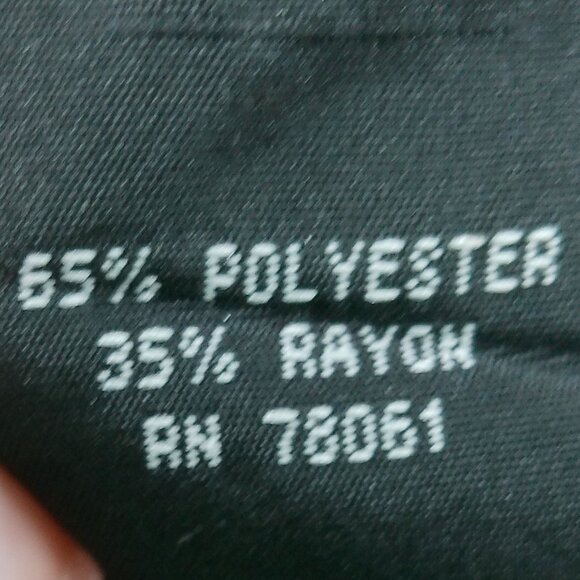 65% POLYESTER
35% RAYON
RN 78061